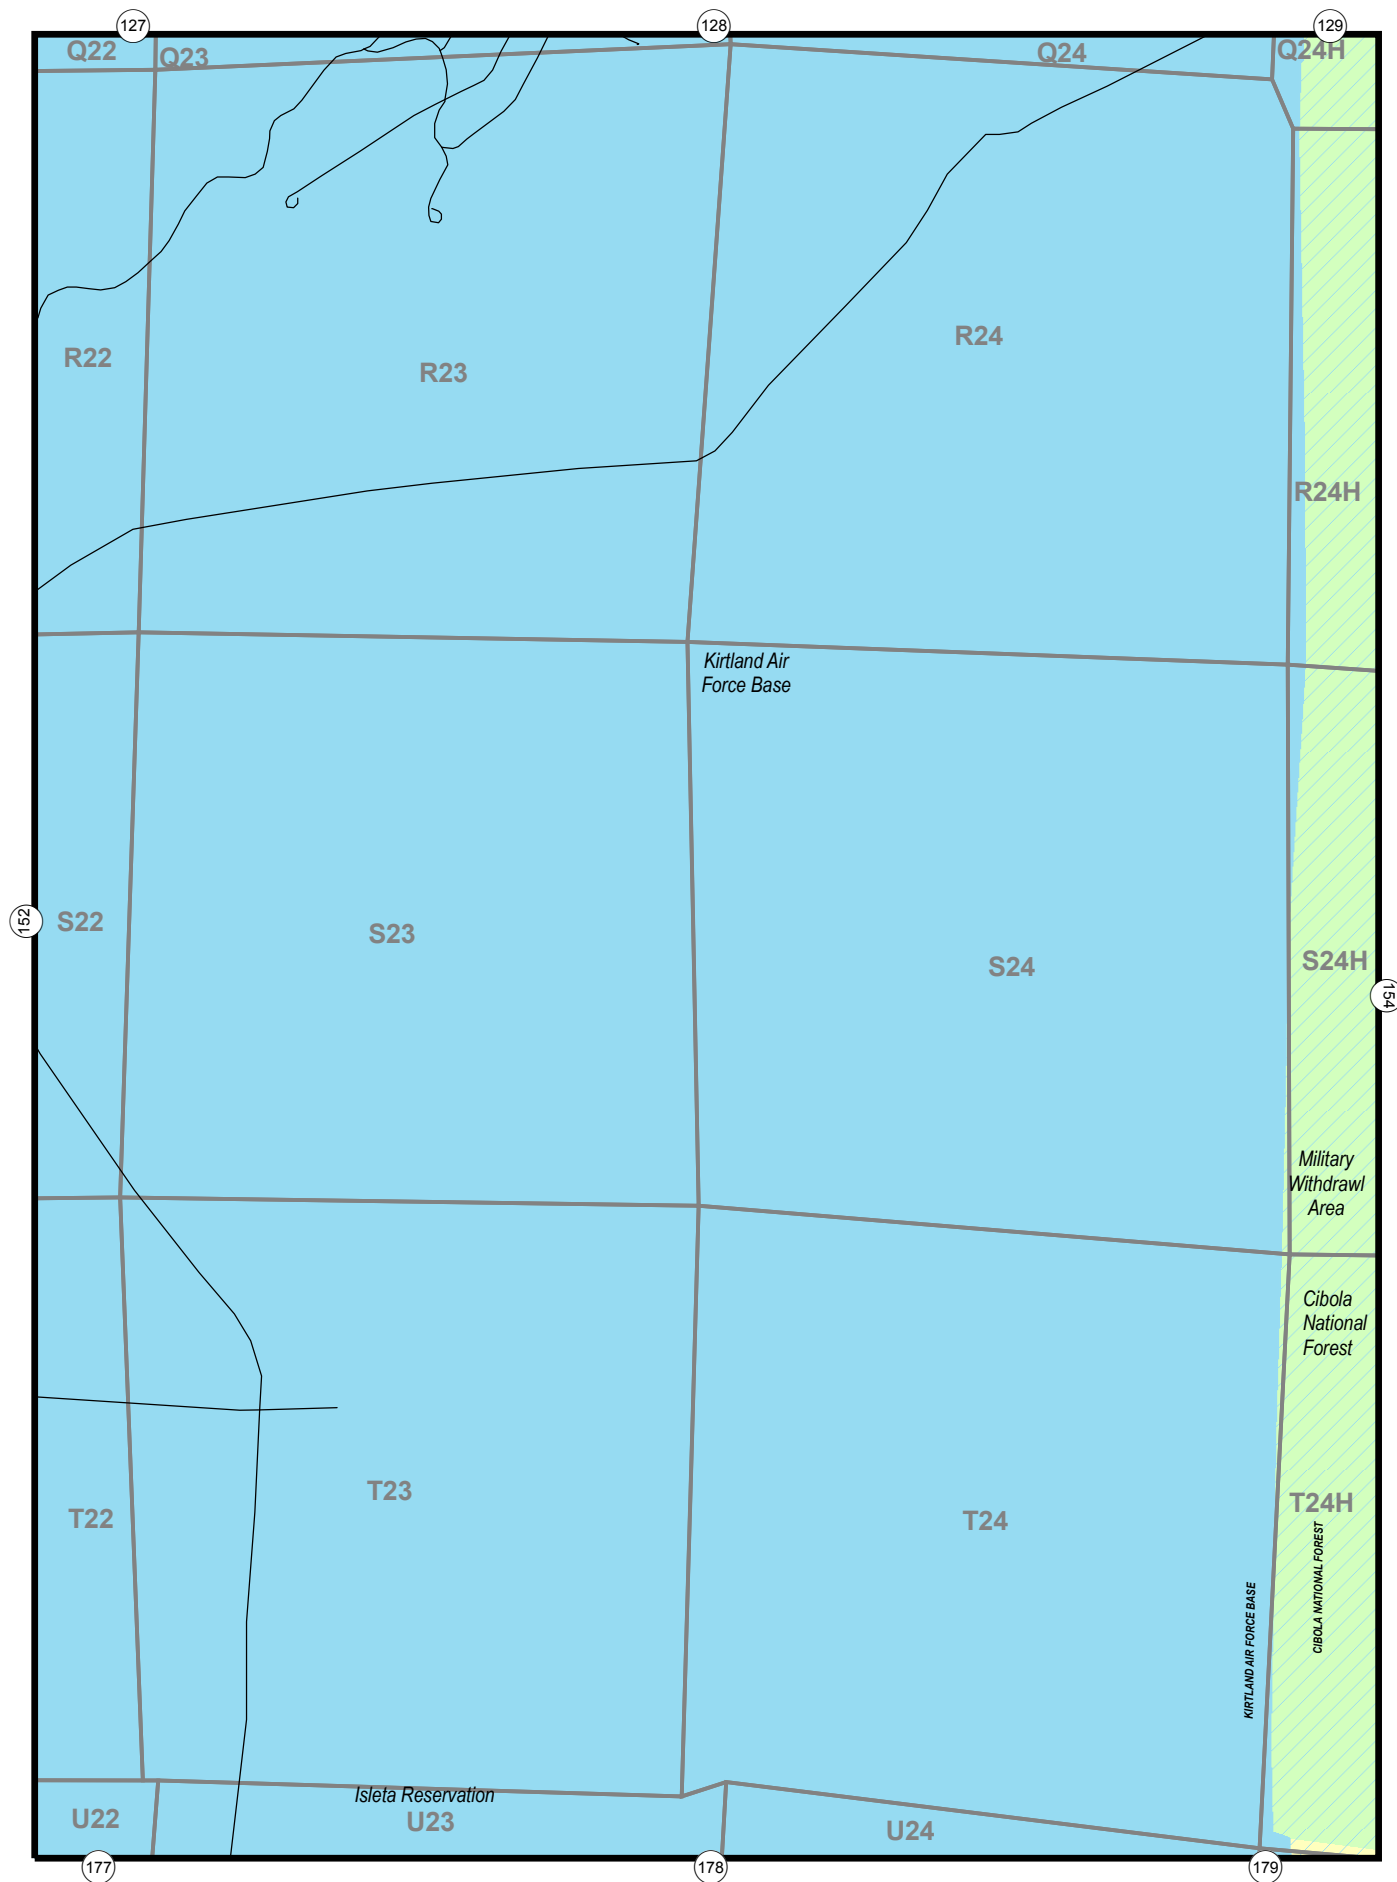 127
128
129
Q22
Q23
Q24
Q24H
R22
R23
R24
R24H
Kirtland Air
Force Base
152
S22
S23
S24
S24H
154
Military
Withdrawl
Area
Cibola
National
Forest
T22
T23
T24
T24H
KIRTLAND AIR FORCE BASE
CIBOLA NATIONAL FOREST
Isleta Reservation
U22
U23
U24
177
178
179